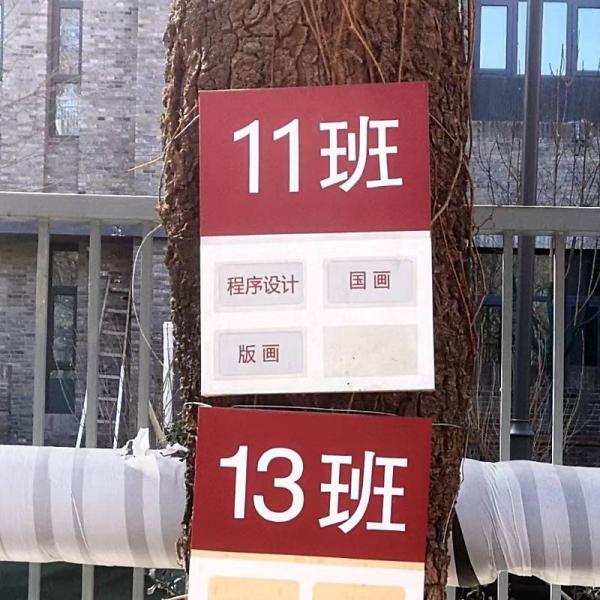 11班
程序设计 国画
版画
13班